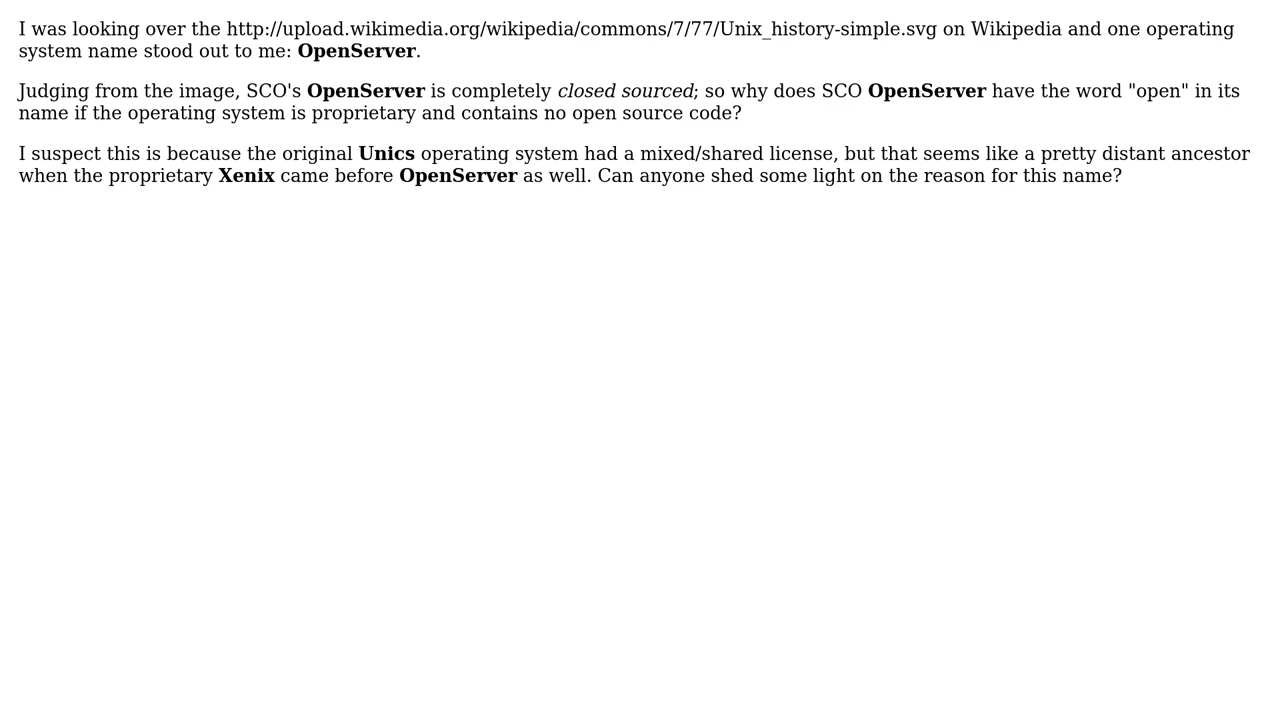 I was looking over the http://upload.wikimedia.org/wikipedia/commons/7/77/Unix_history-simple.svg on Wikipedia and one operating
system name stood out to me: OpenServer.
Judging from the image, SCO's OpenServer is completely closed sourced; so why does SCO OpenServer have the word "open" in its
name if the operating system is proprietary and contains no open source code?
I suspect this is because the original Unics operating system had a mixed/shared license, but that seems like a pretty distant ancestor
when the proprietary Xenix came before OpenServer as well. Can anyone shed some light on the reason for this name?